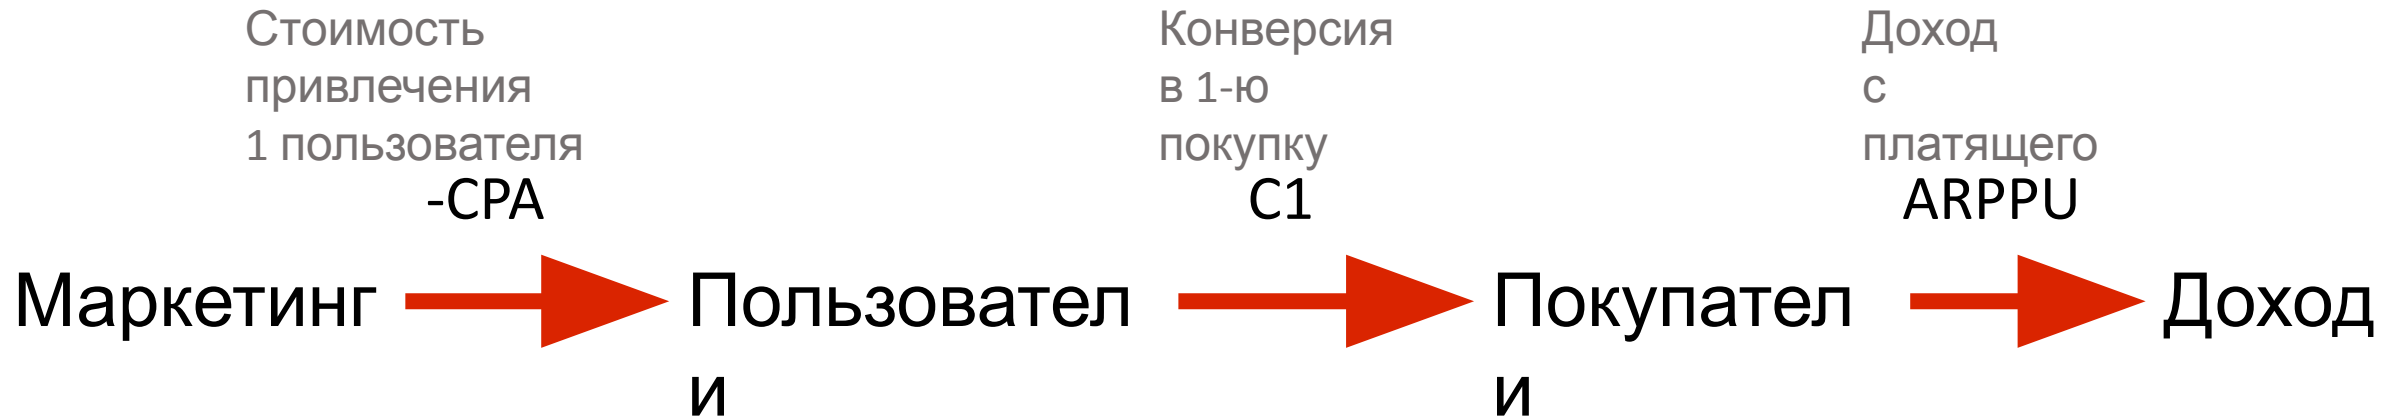 Стоимость
привлечения
1 пользователя
-CPA
Конверсия
в 1-ю
покупку
C1
Доход
с
платящего
ARPPU
Маркетинг
Пользовател
и
Покупател
и
Доход